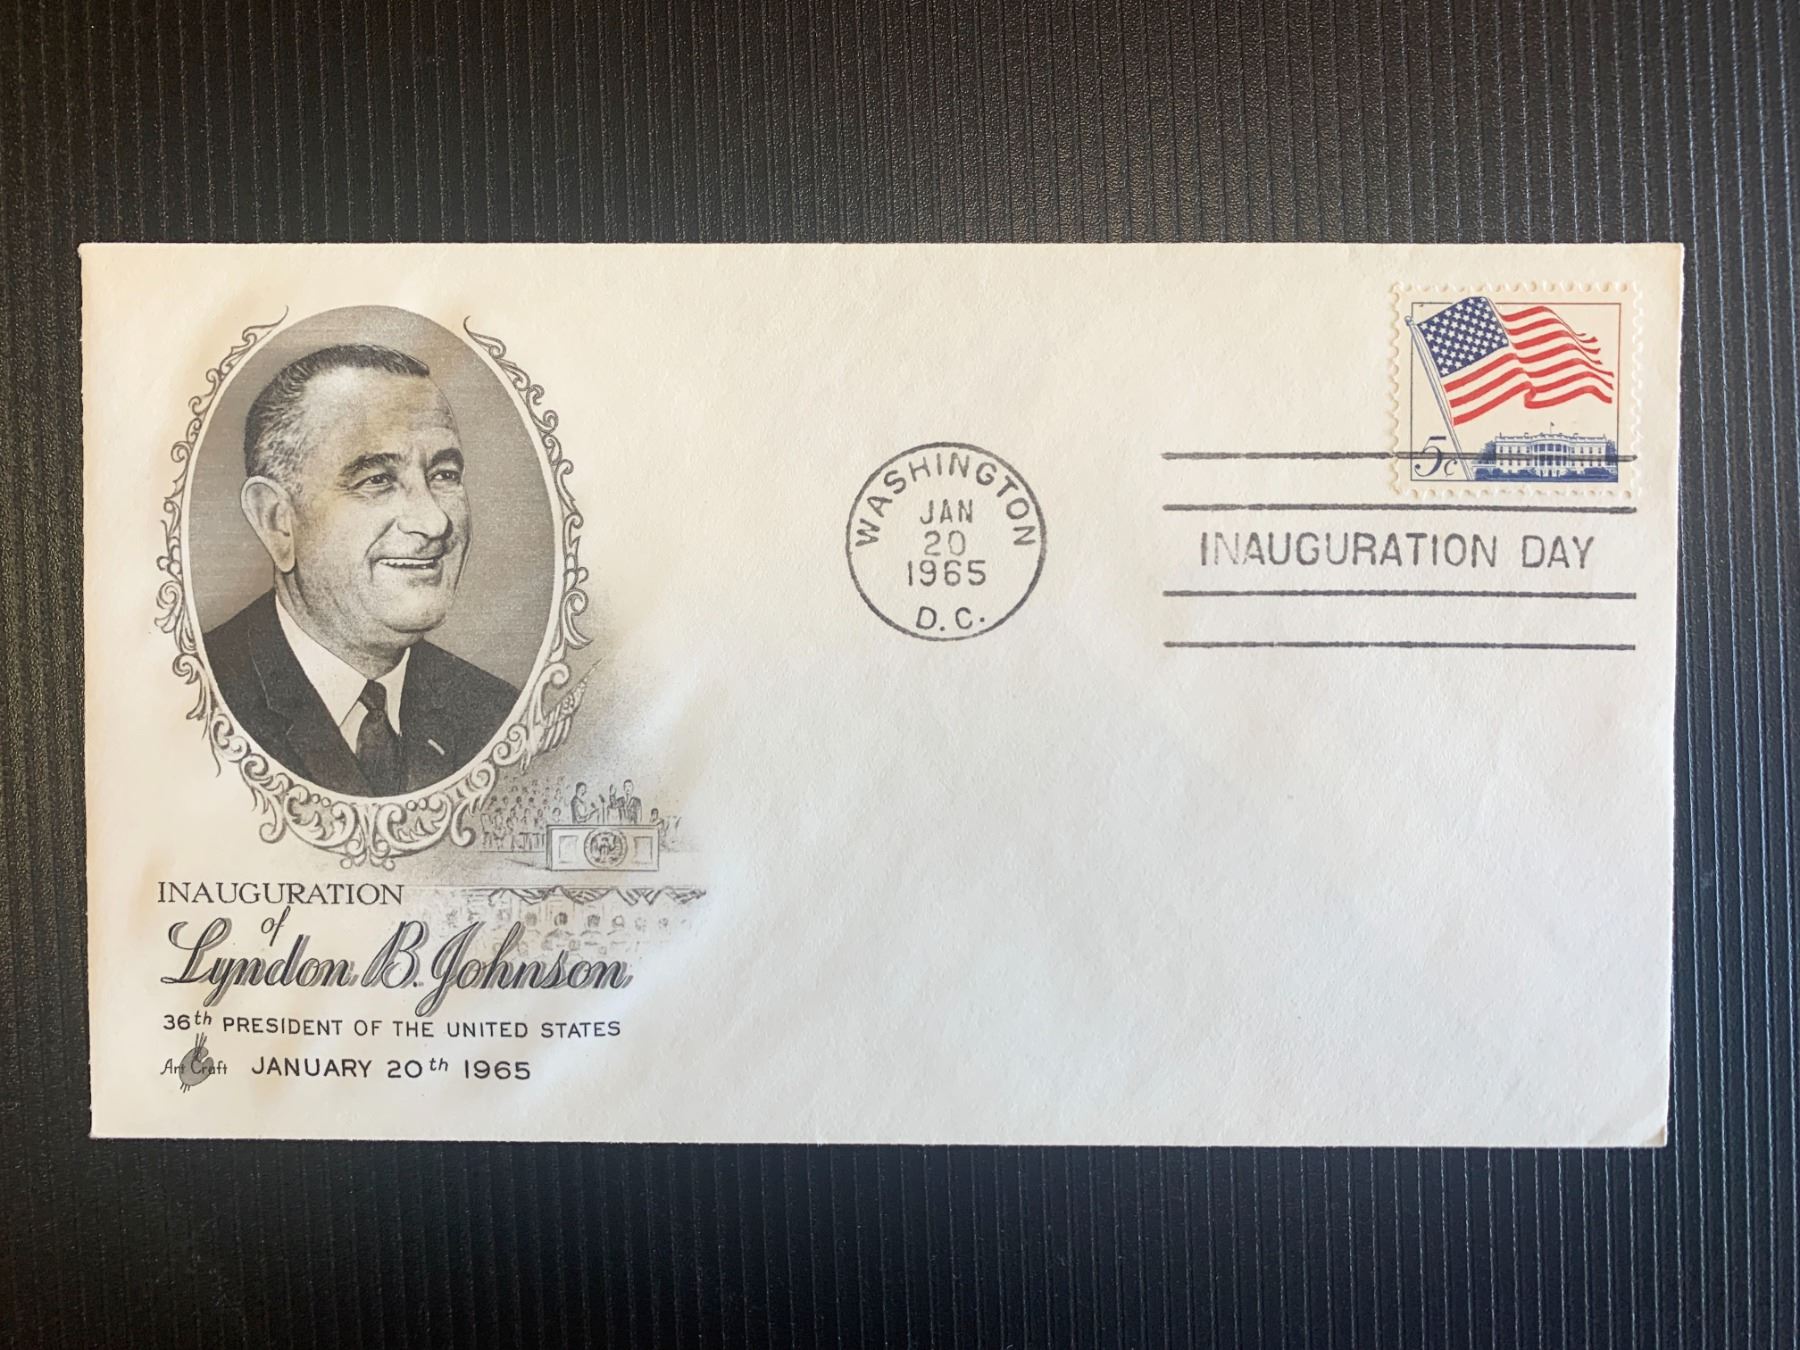 5c
WASHINGTON
JAN
20
1965
D.C.
INAUGURATION DAY
INAUGURATION
of
Lyndon B. Johnson
36th PRESIDENT OF THE UNITED STATES
Art Craft JANUARY 20th 1965